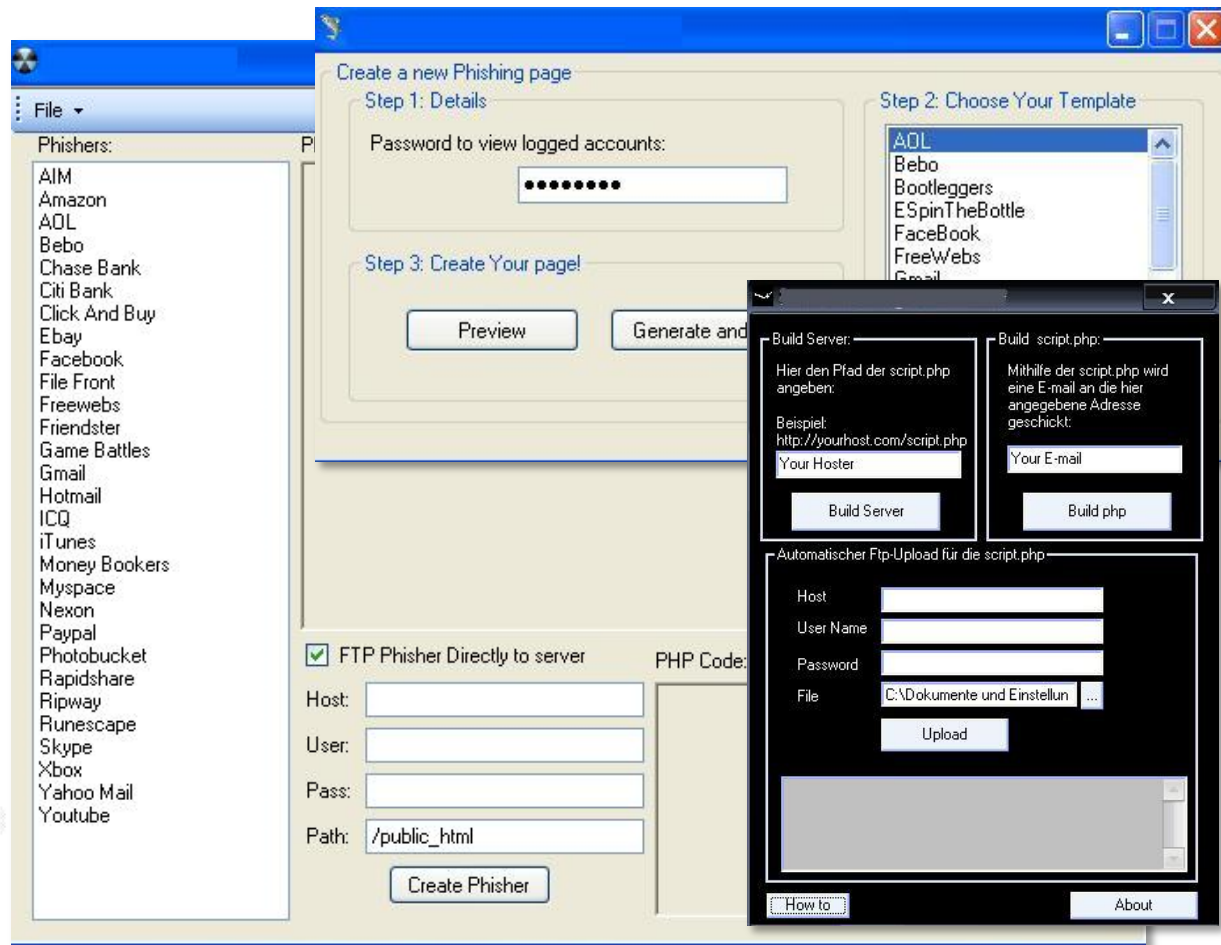 File
Phishers:
AIM
Amazon
AOL
Bebo
Chase Bank
Citi Bank
Click And Buy
Ebay
Facebook
File Front
Freewebs
Friendster
Game Battles
Gmail
Hotmail
ICQ
iTunes
Money Bookers
Myspace
Nexon
Paypal
Photobucket
Rapidshare
Ripway
Runescape
Skype
Xbox
Yahoo Mail
Youtube
FTP Phisher Directly to server
Host:
User:
Pass:
Path: /public_html
Create Phisher
PHP Code:
Create a new Phishing page
Step 1: Details
Password to view logged accounts:
Step 2: Choose Your Template
AOL
Bebo
Bootleggers
ESpinTheBottle
FaceBook
FreeWebs
Gmail
Step 3: Create Your page!
Preview
Generate and
x
Build Server:
Hier den Pfad der script.php
angeben:
Beispiel:
http://yourhost.com/script.php
Your Hoster
Build Server
Build script.php:
Mithilfe der script.php wird
eine E-mail an die hier
angegebene Adresse
geschickt:
Your E-mail
Build php
Automatischer Ftp-Upload für die script.php
Host
User Name
Password
File C:\Dokumente und Einstellun ...
Upload
How to
About